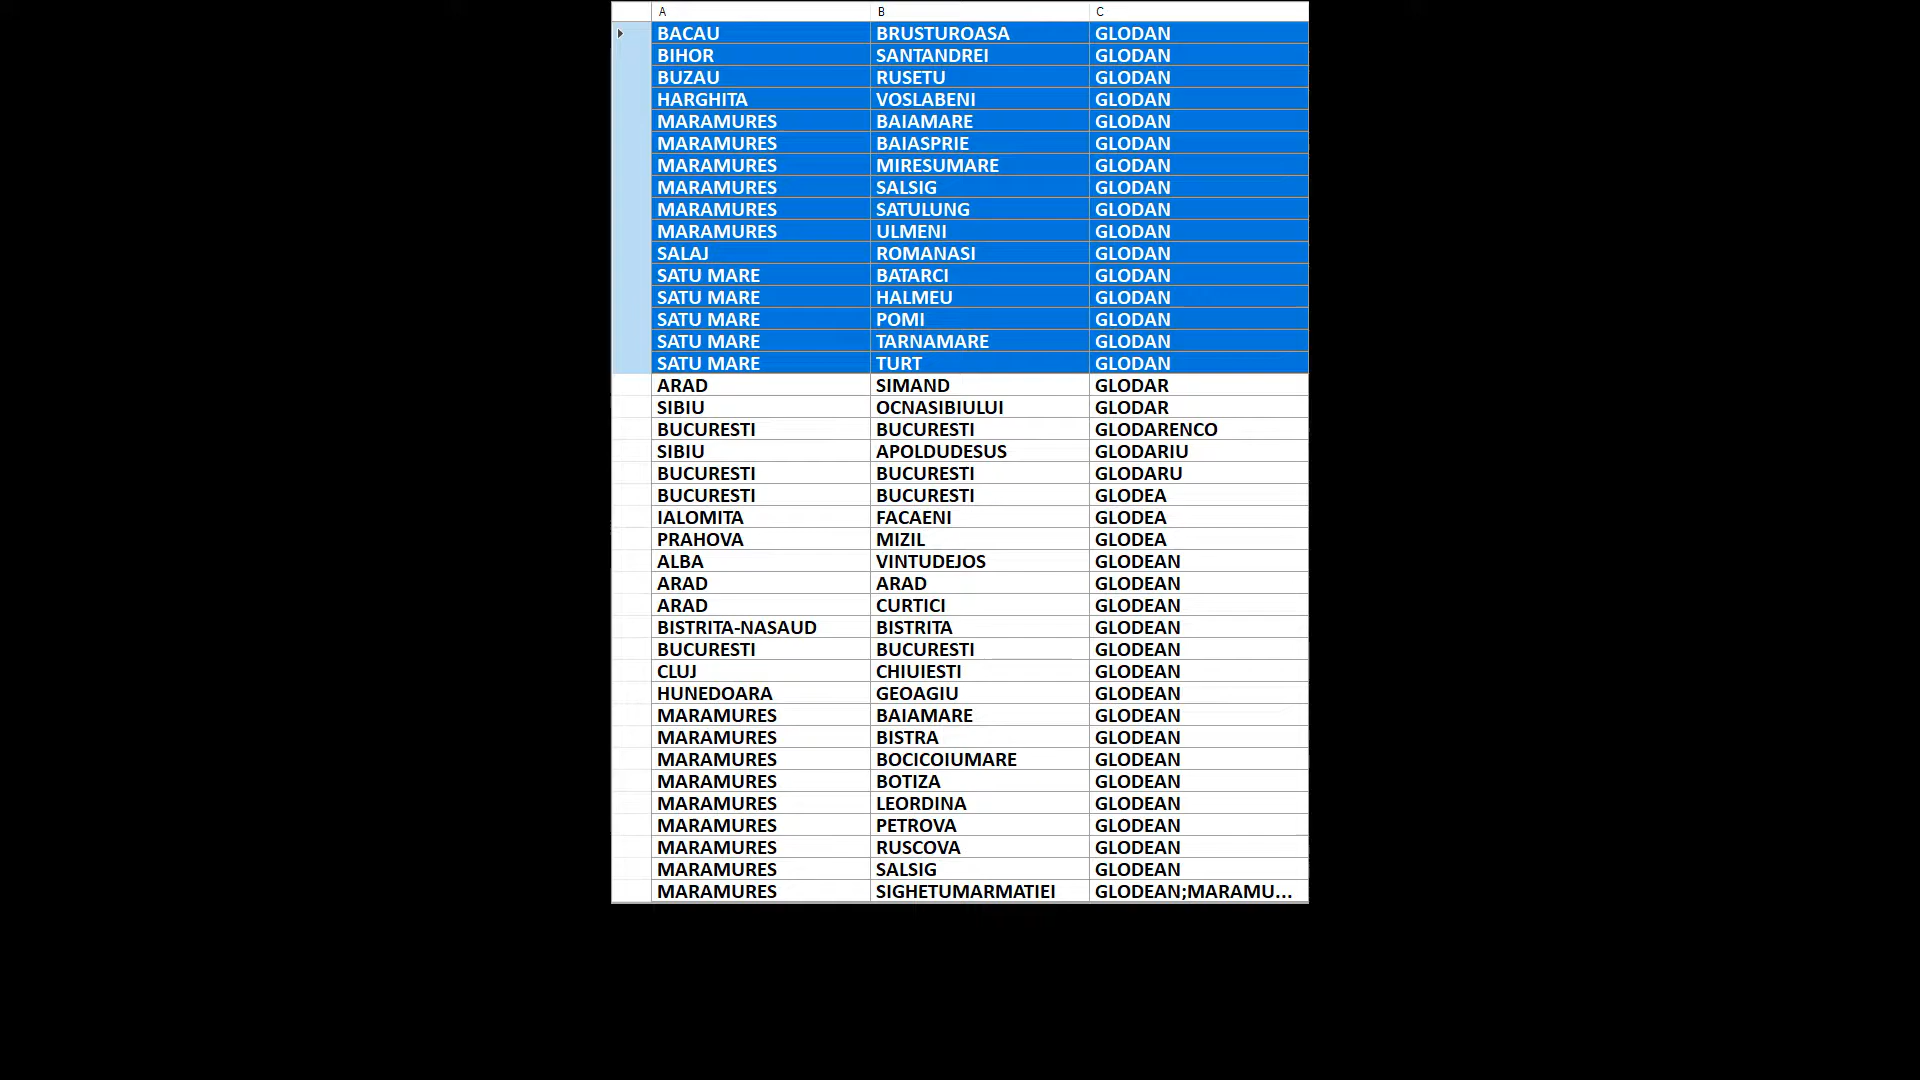 A B C
BACAU BRUSTUROASA GLODAN
BIHOR SANTANDREI GLODAN
BUZAU RUSETU GLODAN
HARGHITA VOSLABENI GLODAN
MARAMURES BAIAMARE GLODAN
MARAMURES BAIASPRIE GLODAN
MARAMURES MIRESUMARE GLODAN
MARAMURES SALSIG GLODAN
MARAMURES SATULUNG GLODAN
MARAMURES ULMENI GLODAN
SALAJ ROMANASI GLODAN
SATU MARE BATARCI GLODAN
SATU MARE HALMEU GLODAN
SATU MARE POMI GLODAN
SATU MARE TARNAMARE GLODAN
SATU MARE TURT GLODAN
ARAD SIMAND GLODAR
SIBIU OCNASIBIULUI GLODAR
BUCURESTI BUCURESTI GLODARENCO
SIBIU APOLDUDESUS GLODARIU
BUCURESTI BUCURESTI GLODARU
BUCURESTI BUCURESTI GLODEA
IALOMITA FACAENI GLODEA
PRAHOVA MIZIL GLODEA
ALBA VINTUDEJOS GLODEAN
ARAD ARAD GLODEAN
ARAD CURTICI GLODEAN
BISTRITA-NASAUD BISTRITA GLODEAN
BUCURESTI BUCURESTI GLODEAN
CLUJ CHIUIESTI GLODEAN
HUNEDOARA GEOAGIU GLODEAN
MARAMURES BAIAMARE GLODEAN
MARAMURES BISTRA GLODEAN
MARAMURES BOCICOIUMARE GLODEAN
MARAMURES BOTIZA GLODEAN
MARAMURES LEORDINA GLODEAN
MARAMURES PETROVA GLODEAN
MARAMURES RUSCOVA GLODEAN
MARAMURES SALSIG GLODEAN
MARAMURES SIGHETUMARMATIEI GLODEAN;MARAMU...